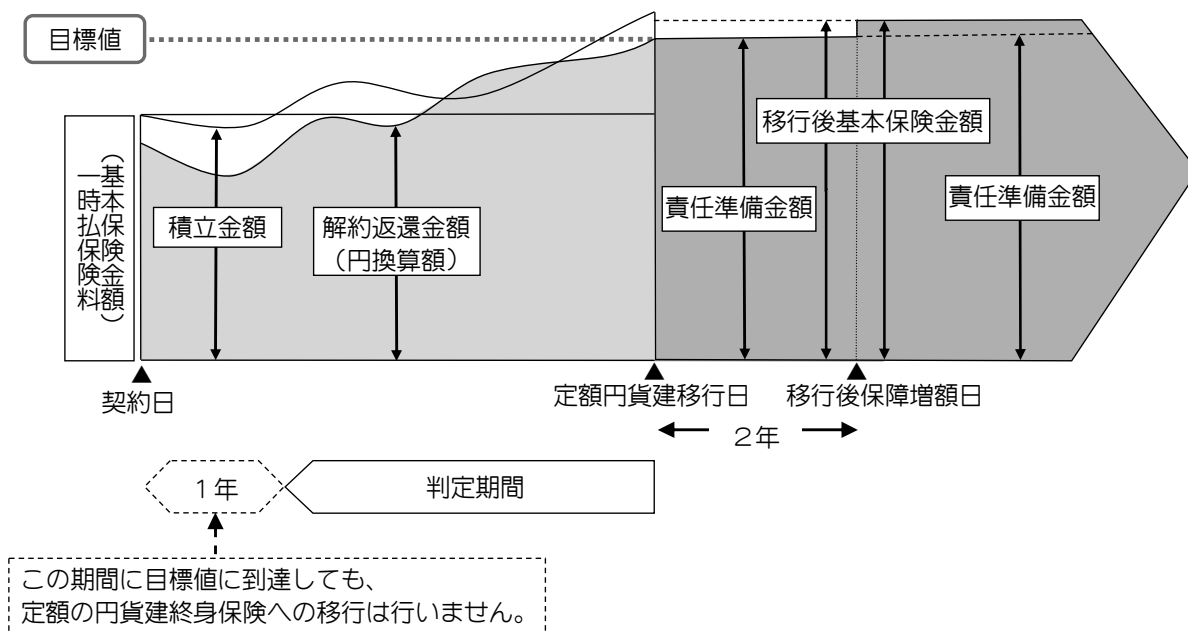 目標値
一時払保険料
（基本保険金額）
積立金額
解約返還金額
（円換算額）
責任準備金額
移行後基本保険金額
責任準備金額
契約日
定額円貨建移行日
移行後保障増額日
２年
１年
判定期間
この期間に目標値に到達しても、
定額の円貨建終身保険への移行は行いません。